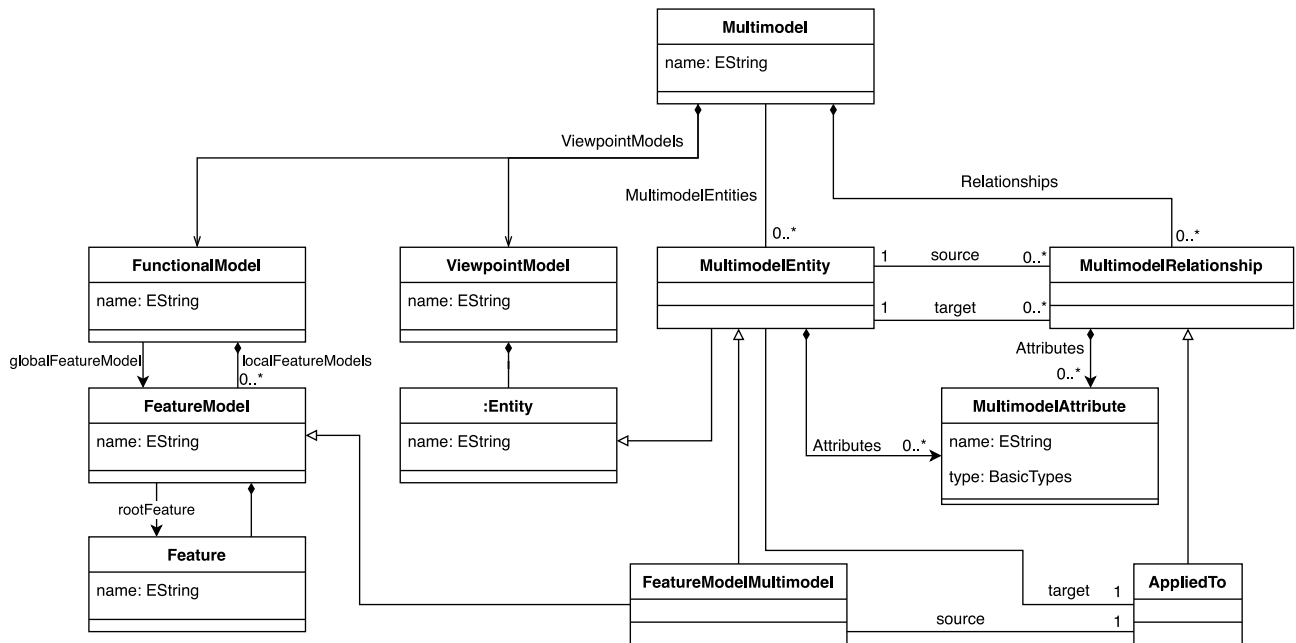 Multimodel
name: EString
ViewpointModels
MultimodelEntities
Relationships
0..*
0..*
FunctionalModel
name: EString
ViewpointModel
name: EString
MultimodelEntity
1 source 0..*
1 target 0..*
MultimodelRelationship
globalFeatureModel
localFeatureModels
0..*
Attributes
0..*
FeatureModel
name: EString
:Entity
name: EString
Attributes 0..*
MultimodelAttribute
name: EString
type: BasicTypes
rootFeature
Feature
name: EString
FeatureModelMultimodel
target 1
source 1
AppliedTo